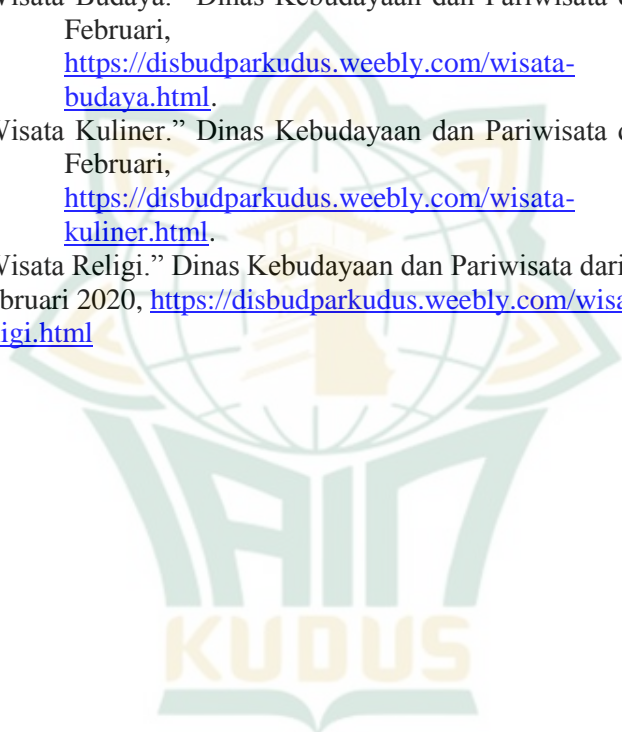 Wisata Budaya." Dinas Kebudayaan dan Pariwisata
Februari,
https://disbudparkudus.weebly.com/wisata-
budaya.html.
Wisata Kuliner." Dinas Kebudayaan dan Pariwisata
Februari,
https://disbudparkudus.weebly.com/wisata-
kuliner.html.
Wisata Religi." Dinas Kebudayaan dan Pariwisata dari
bruari 2020, https://disbudparkudus.weebly.com/wisa
igi.html
IAIN
KUDUS